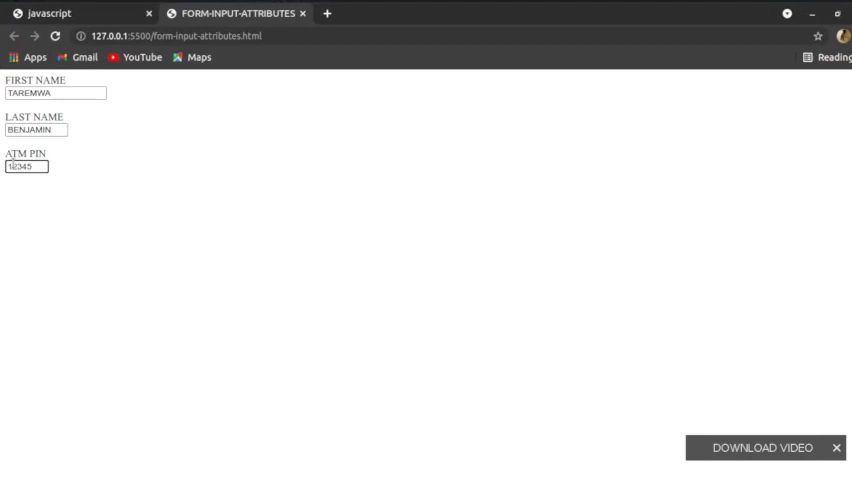 javascript
FORM-INPUT-ATTRIBUTES
127.0.0.1:5500/form-input-attributes.html
Apps Gmail YouTube Maps Reading
FIRST NAME
TAREMWA
LAST NAME
BENJAMIN
ATM PIN
12345
DOWNLOAD VIDEO